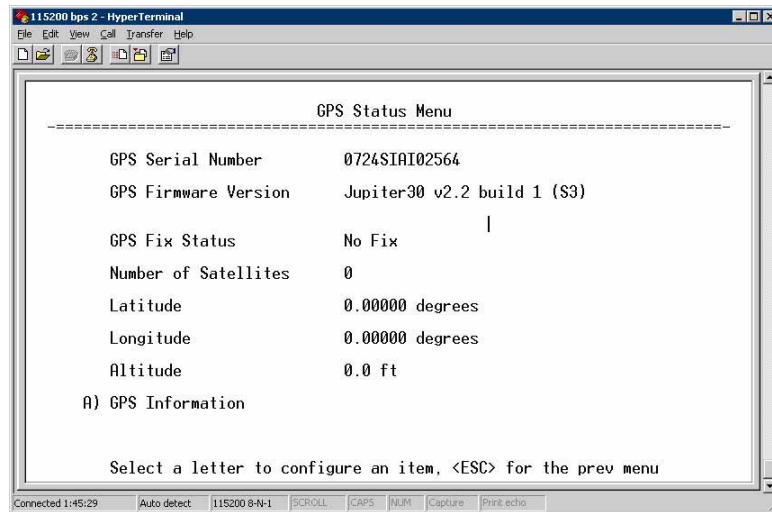 115200 bps 2 - HyperTerminal
File Edit View Call Transfer Help
GPS Status Menu
-==========================================================================-
GPS Serial Number 0724SIAI02564
GPS Firmware Version Jupiter30 v2.2 build 1 (S3)
GPS Fix Status No Fix
Number of Satellites 0
Latitude 0.00000 degrees
Longitude 0.00000 degrees
Altitude 0.0 ft
A) GPS Information
Select a letter to configure an item, <ESC> for the prev menu
Connected 1:45:29 Auto detect 115200 8-N-1 SCROLL CAPS NUM Capture Print echo